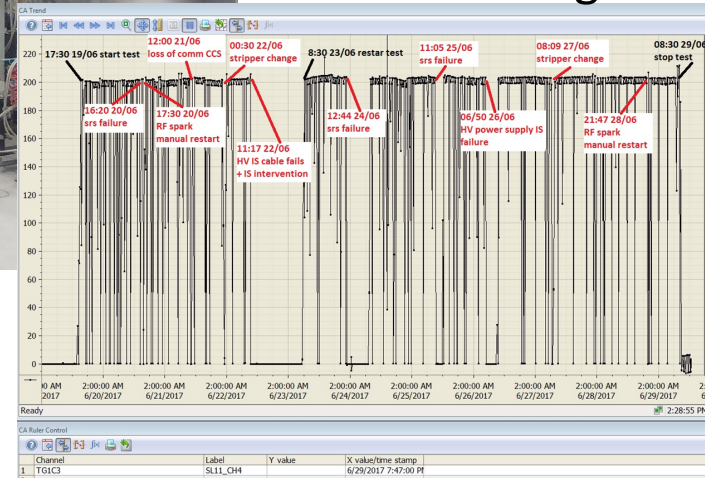 CA Trend
220
200
180
160
140
120
100
80
60
40
20
0
17:30 19/06 start test
12:00 21/06
loss of comm CCS
00:30 22/06
stripper change
8:30 23/06 restar test
11:05 25/06
srs failure
08:09 27/06
stripper change
08:30 29/06
stop test
16:20 20/06
srs failure
17:30 20/06
RF spark
manual restart
11:17 22/06
HV IS cable fails
+ IS intervention
12:44 24/06
srs failure
06/50 26/06
HV power supply IS
failure
21:47 28/06
RF spark
manual restart
2:00:00 AM
6/20/2017
2:00:00 AM
6/21/2017
2:00:00 AM
6/22/2017
2:00:00 AM
6/23/2017
2:00:00 AM
6/24/2017
2:00:00 AM
6/25/2017
2:00:00 AM
6/26/2017
2:00:00 AM
6/27/2017
2:00:00 AM
6/28/2017
2:00:00 AM
6/29/2017
Ready
2:28:55 PM
CA Ruler Control
Channel Label Y value X value/time stamp
1 TG1C3 SL11_CH4 6/29/2017 7:47:00 PM